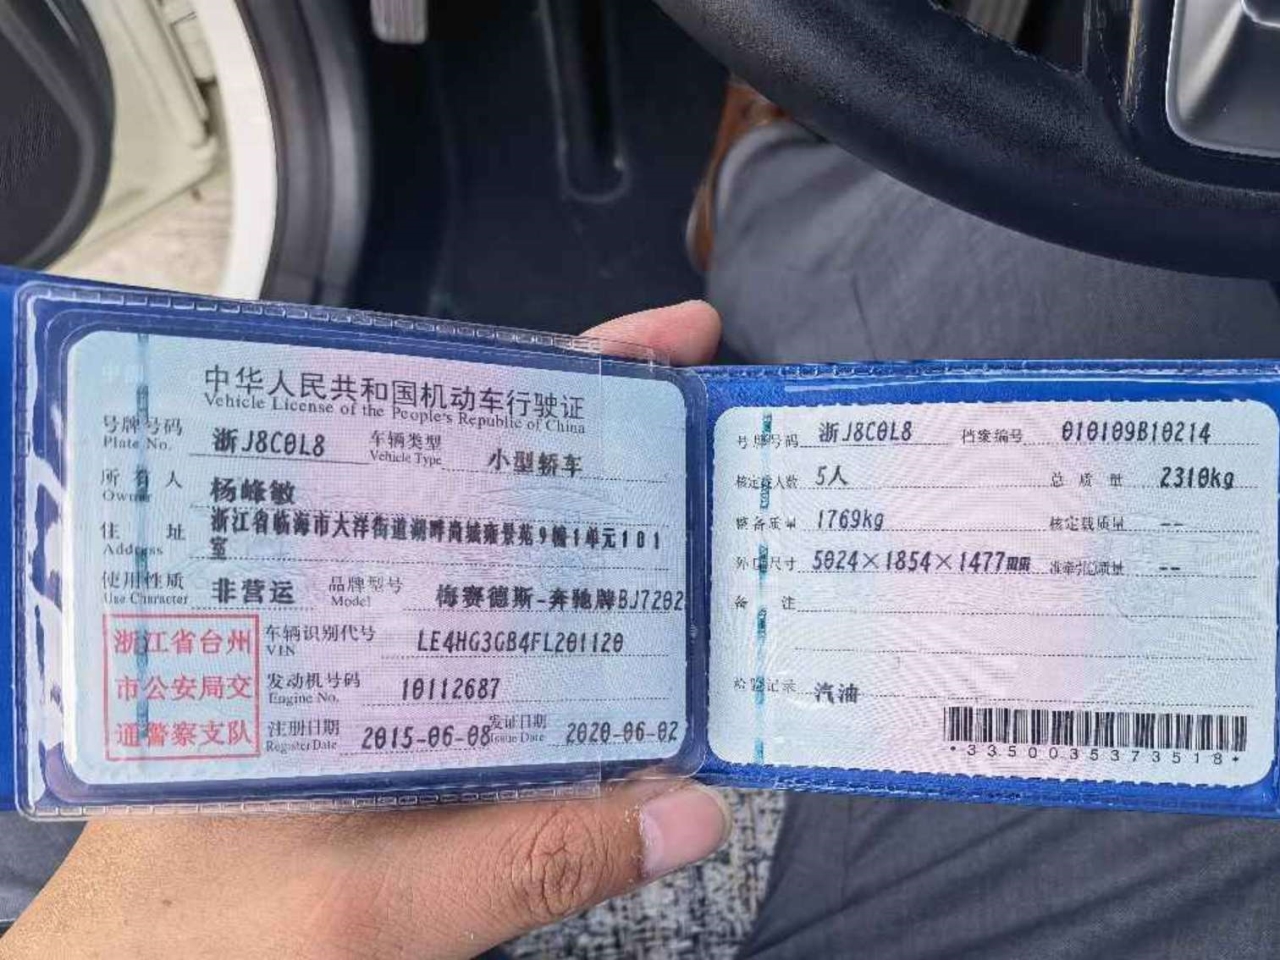 中华人民共和国机动车行驶证
Vehicle License of the People's Republic of China
号牌号码 浙J8C0L8 车辆类型 小型轿车
Plate No. Vehicle Type
所有人 杨峰敏
Owner
住址 浙江省临海市大洋街道湖畔尚城雍景苑9幢1单元101
Address 室
使用性质 非营运 品牌型号 梅赛德斯-奔驰牌BJ7202
Use Character Model
浙江省台州
市公安局交
通警察支队
车辆识别代号 LE4HG3GB4FL201120
VIN
发动机号码 10112687
Engine No.
注册日期 2015-06-08 发证日期 2020-06-02
Register Date Issue Date
号牌号码 浙J8C0L8 档案编号 010109B10214
核定载人数 5人 总质量 2310kg
整备质量 1769kg 核定载质量 --
外廓尺寸 5024×1854×1477mm 准牵引总质量 --
备注
检验记录 汽油
*3350035373518*